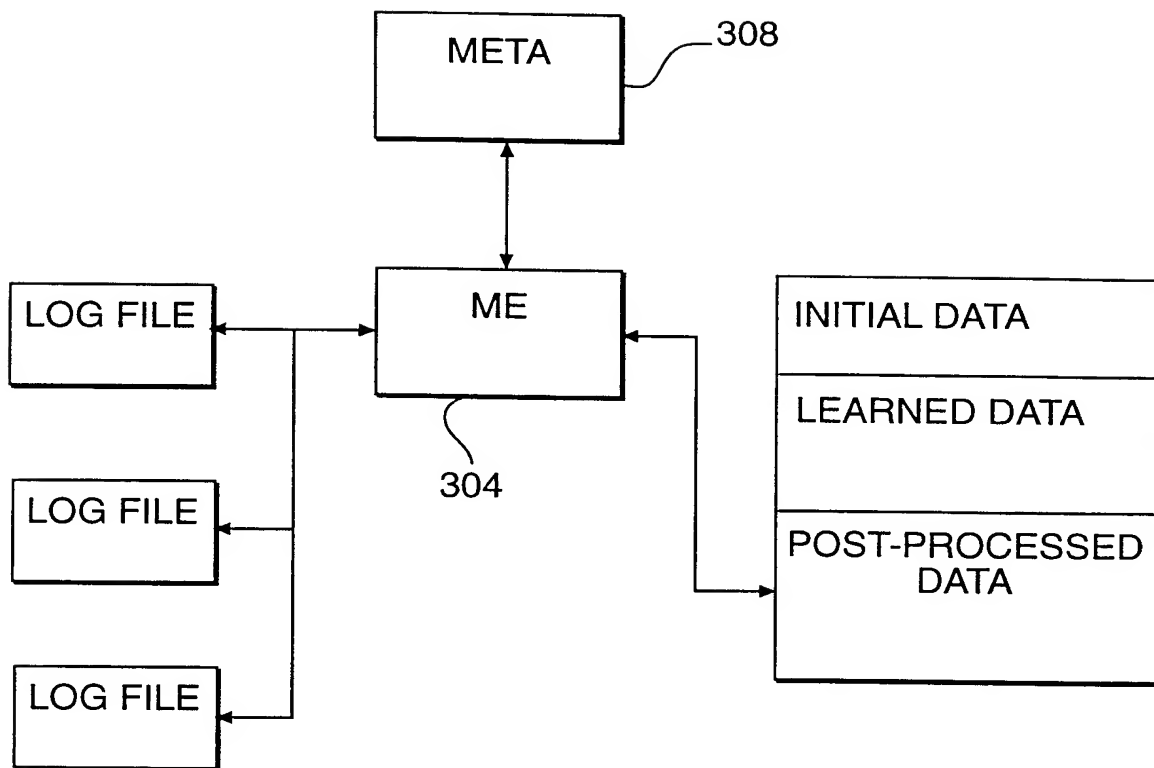 META
308
ME
304
LOG FILE
LOG FILE
LOG FILE
INITIAL DATA
LEARNED DATA
POST-PROCESSED
DATA